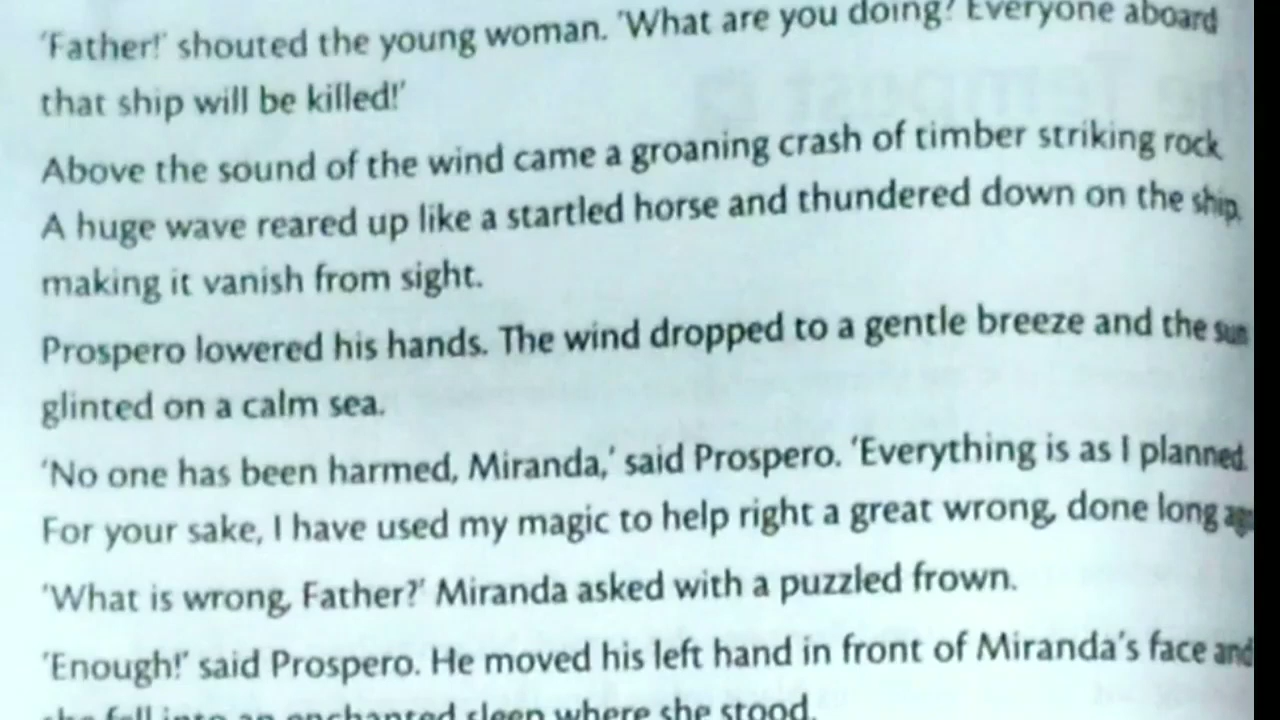 'Father!' shouted the young woman. 'What are you doing? Everyone aboard
that ship will be killed!'
Above the sound of the wind came a groaning crash of timber striking rock.
A huge wave reared up like a startled horse and thundered down on the ship,
making it vanish from sight.
Prospero lowered his hands. The wind dropped to a gentle breeze and the sun
glinted on a calm sea.
'No one has been harmed, Miranda,' said Prospero. 'Everything is as I planned.
For your sake, I have used my magic to help right a great wrong, done long ago
'What is wrong, Father?' Miranda asked with a puzzled frown.
'Enough!' said Prospero. He moved his left hand in front of Miranda's face and
she fell into an enchanted sleep where she stood.